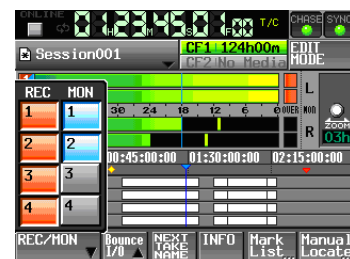 ONLINE T/C CHASE SYNC
Session001 CF1 124h00m EDIT
CF2 No Media MODE
REC MON L
1 1 30 24 18 12 6 0 OVER MON
ZOOM
2 2 R 03h
00:45:00:00 01:30:00:00 02:15:00:00
3 3
4 4
REC/MON Bounce NEXT INFO Mark Manual
I/O TAKE List... Locate
NAME